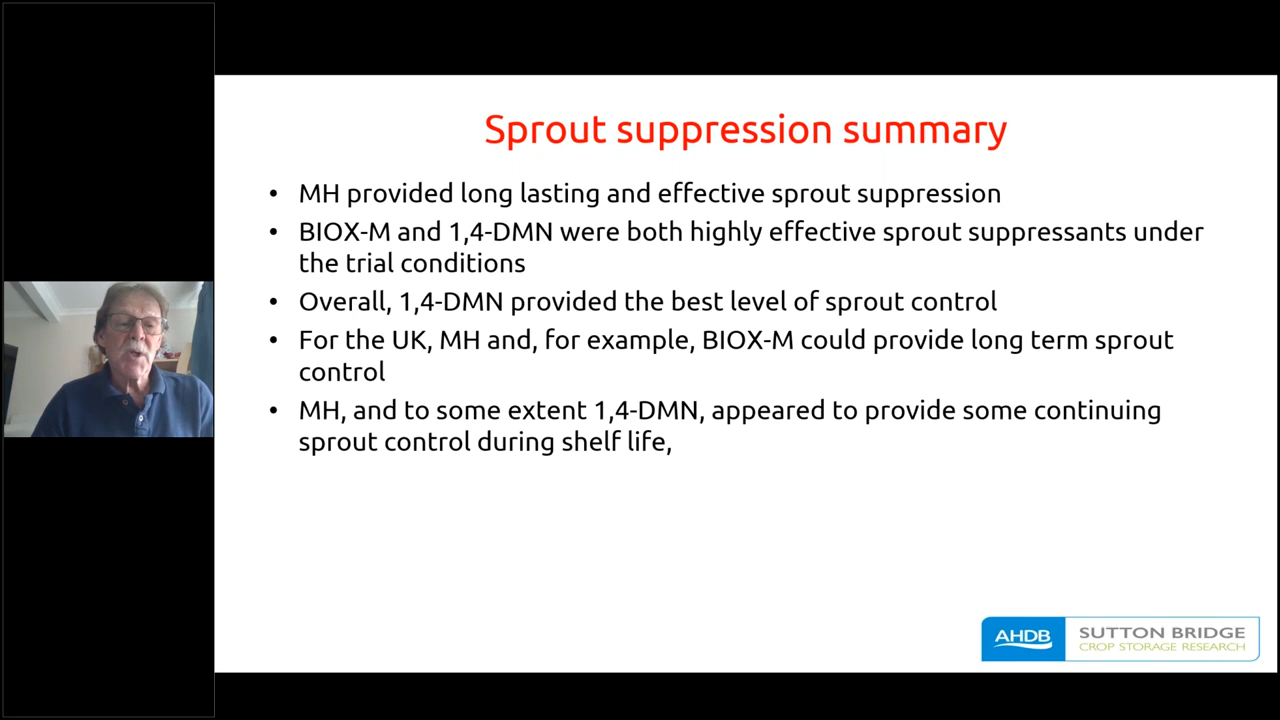 Sprout suppression summary
• MH provided long lasting and effective sprout suppression
• BIOX-M and 1,4-DMN were both highly effective sprout suppressants under
the trial conditions
• Overall, 1,4-DMN provided the best level of sprout control
• For the UK, MH and, for example, BIOX-M could provide long term sprout
control
• MH, and to some extent 1,4-DMN, appeared to provide some continuing
sprout control during shelf life,
AHDB
SUTTON BRIDGE
CROP STORAGE RESEARCH